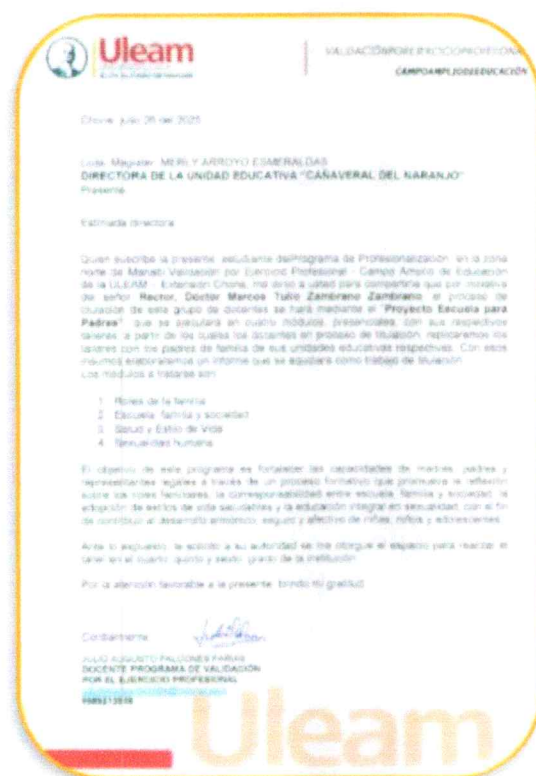 Uleam
VALIDACIÓN POR EJERCICIO PROFESIONAL
CAMPO AMPLIO DE EDUCACIÓN
Chone, julio 26 del 2025
Lcda. Magister. MERLY ARROYO ESMERALDAS
DIRECTORA DE LA UNIDAD EDUCATIVA "CAÑAVERAL DEL NARANJO"
Presente
Estimada directora
Quien suscribe la presente, estudiante del Programa de Profesionalización, en la zona
norte de Manabí Validación por Ejercicio Profesional - Campo Amplio de Educación
de la ULEAM - Extensión Chone, me dirijo a usted para compartirle que por iniciativa
del señor Rector, Doctor Marcos Tulio Zambrano Zambrano, el proceso de
titulación de este grupo de docentes se hará mediante el "Proyecto Escuela para
Padres" que se ejecutará en cuatro módulos, presenciales, con sus respectivos
talleres, a partir de los cuales los docentes en proceso de titulación, replicaremos los
talleres con los padres de familia de sus unidades educativas respectivas. Con esos
insumos elaboraremos un informe que se equipara como trabajo de titulación.
Los módulos a tratarse son
1. Roles de la familia
2. Escuela, familia y sociedad
3. Salud y Estilo de Vida
4. Sexualidad humana
El objetivo de este programa es fortalecer las capacidades de madres, padres y
representantes legales a través de un proceso formativo que promueva la reflexión
sobre los roles familiares, la corresponsabilidad entre escuela, familia y sociedad, la
adopción de estilos de vida saludables y la educación integral en sexualidad, con el fin
de contribuir al desarrollo armónico, seguro y afectivo de niñas, niños y adolescentes.
Ante lo expuesto, le solicito a su autoridad se me otorgue el espacio para realizar el
taller en el cuarto, quinto y sexto grado de la institución
Por la atención favorable a la presente, brindo mi gratitud
Cordialmente
JULIO AUGUSTO FALCONES FARIAS
DOCENTE PROGRAMA DE VALIDACIÓN
POR EL EJERCICIO PROFESIONAL
Uleam